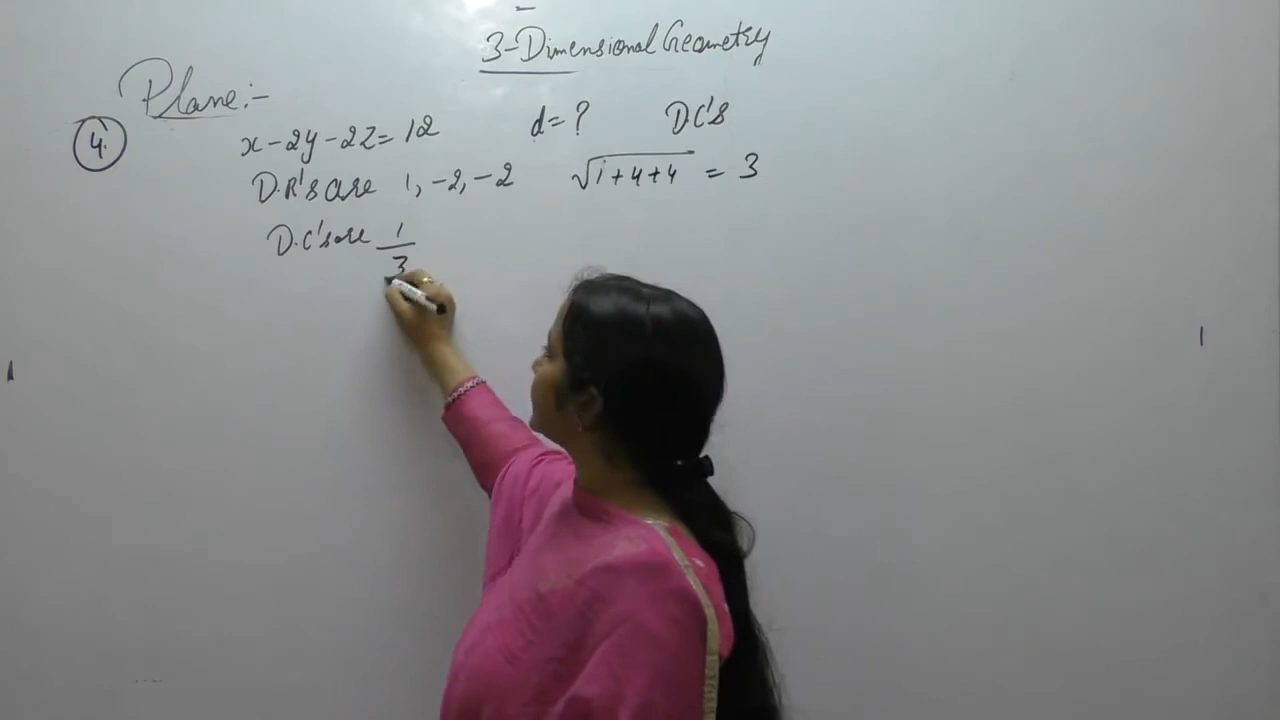 3-Dimensional Geometry
Plane:-
4. x-2y-2z=12 d=? D.C's
D.R's are 1, -2, -2 √1+4+4 = 3
D.C's are 1/3